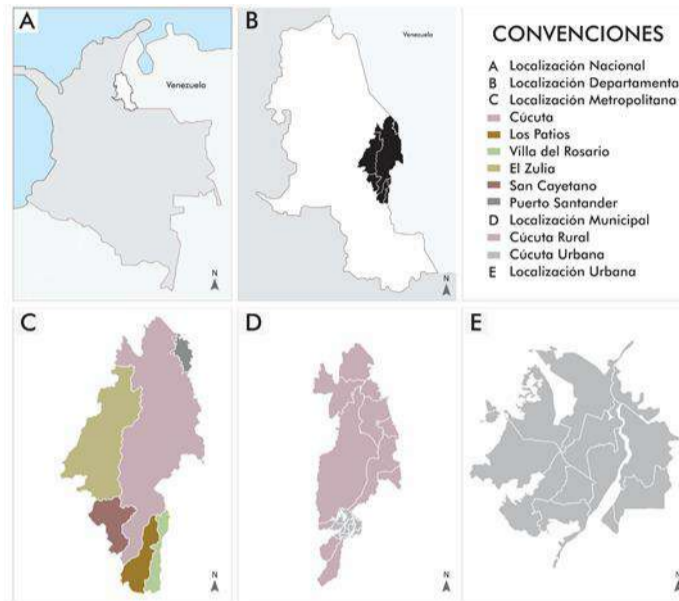 A
Venezuela
N
B
Venezuela
N
CONVENCIONES
A Localización Nacional
B Localización Departamenta
C Localización Metropolitana
Cúcuta
Los Patios
Villa del Rosario
El Zulia
San Cayetano
Puerto Santander
D Localización Municipal
Cúcuta Rural
Cúcuta Urbana
E Localización Urbana
C
N
D
N
E
N